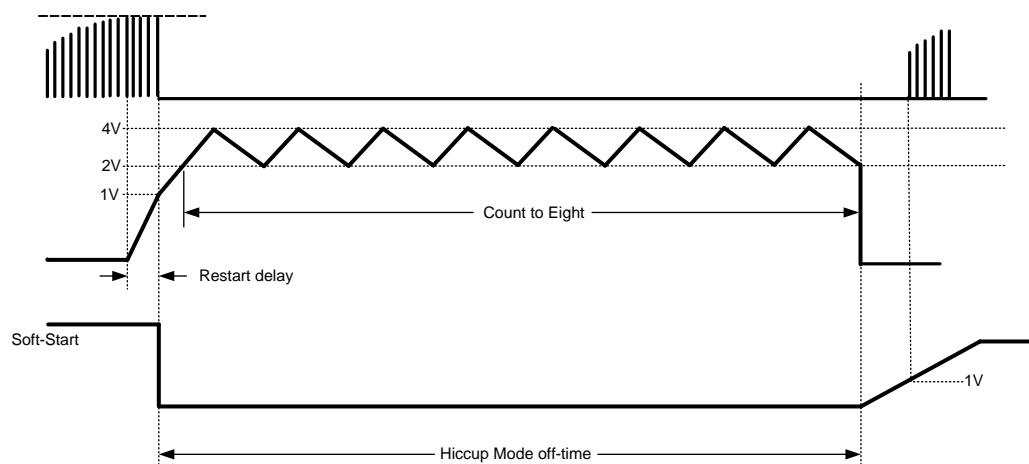 4V
2V
1V
Count to Eight
Restart delay
Soft-Start
1V
Hiccup Mode off-time